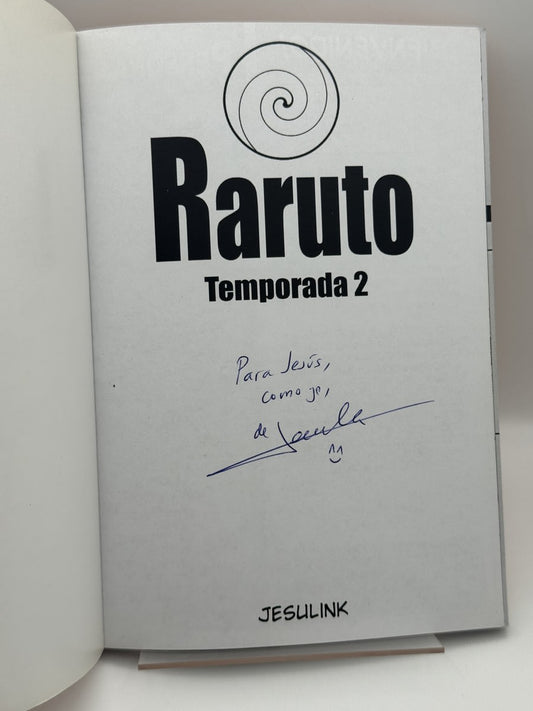 Raruto
Temporada 2
Para Jesús,
como yo,
de
JESULINK